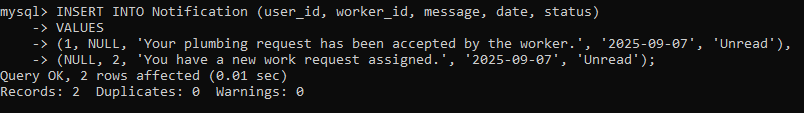 mysql> INSERT INTO Notification (user_id, worker_id, message, date, status)
    -> VALUES
    -> (1, NULL, 'Your plumbing request has been accepted by the worker.', '2025-09-07', 'Unread'),
    -> (NULL, 2, 'You have a new work request assigned.', '2025-09-07', 'Unread');
Query OK, 2 rows affected (0.01 sec)
Records: 2  Duplicates: 0  Warnings: 0